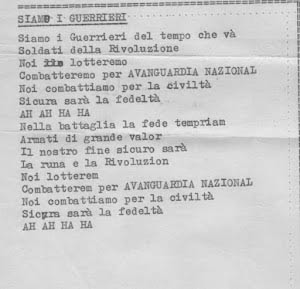 SIAMO I GUERRIERI
Siamo i Guerrieri del tempo che và
Soldati della Rivoluzione
Noi lotteremo
Combatteremo per AVANGUARDIA NAZIONAL
Noi combattiamo per la civiltà
Sicura sarà la fedeltà
AH AH HA HA
Nella battaglia la fede tempriam
Armati di grande valor
Il nostro fine sicuro sarà
La runa e la Rivoluzion
Noi lotterem
Combatterem per AVANGUARDIA NAZIONAL
Noi combattiamo per la civiltà
Sicura sarà la fedeltà
AH AH HA HA